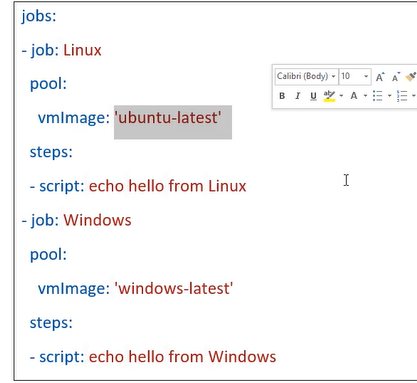 jobs:
- job: Linux
pool:
vmImage: 'ubuntu-latest'
steps:
- script: echo hello from Linux
- job: Windows
pool:
vmImage: 'windows-latest'
steps:
- script: echo hello from Windows
Calibri (Body) 10 A A
B I U ab A